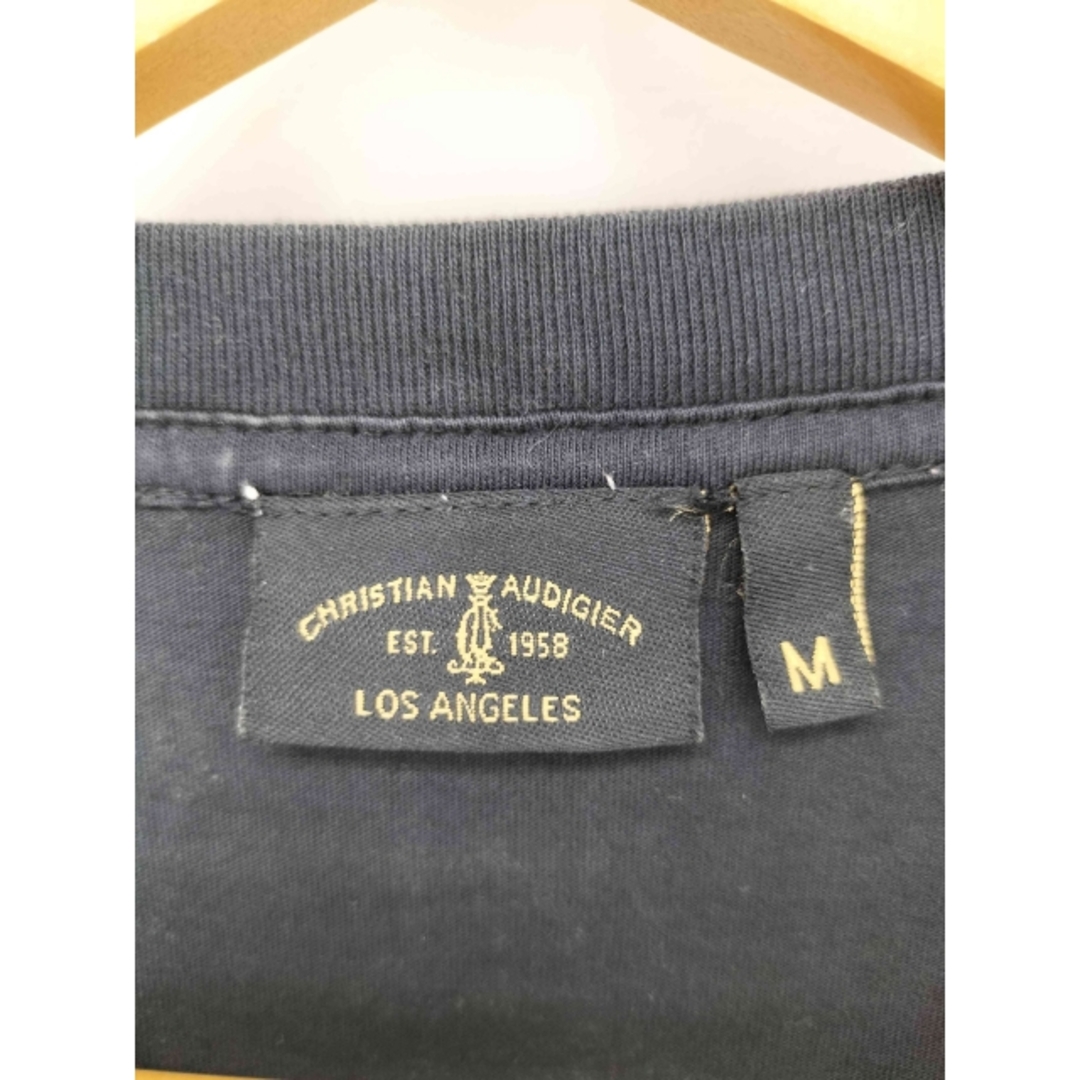 CHRISTIAN AUDIGIER
EST. 1958
LOS ANGELES
M